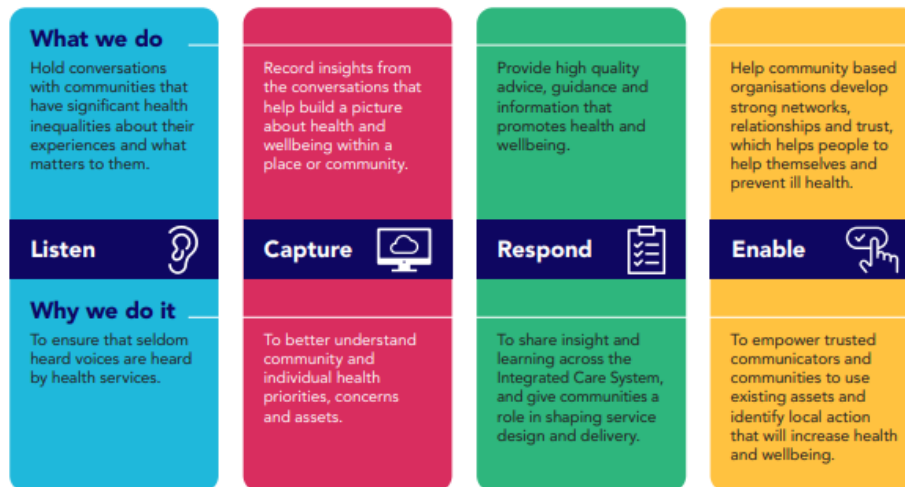 What we do
Hold conversations
with communities that
have significant health
inequalities about their
experiences and what
matters to them.
Listen
Why we do it
To ensure that seldom
heard voices are heard
by health services.
Record insights from
the conversations that
help build a picture
about health and
wellbeing within a
place or community.
Capture
To better understand
community and
individual health
priorities, concerns
and assets.
Provide high quality
advice, guidance and
information that
promotes health and
wellbeing.
Respond
To share insight and
learning across the
Integrated Care System,
and give communities a
role in shaping service
design and delivery.
Help community based
organisations develop
strong networks,
relationships and trust,
which helps people to
help themselves and
prevent ill health.
Enable
To empower trusted
communicators and
communities to use
existing assets and
identify local action
that will increase health
and wellbeing.